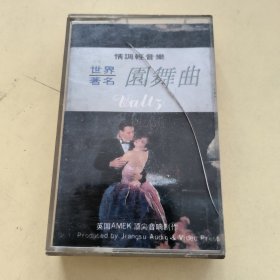 情調輕音樂
世界
著名
園舞曲
Waltz
英国AMEK顶尖音响制作
Produced by Jiangsu Audio & Video Press